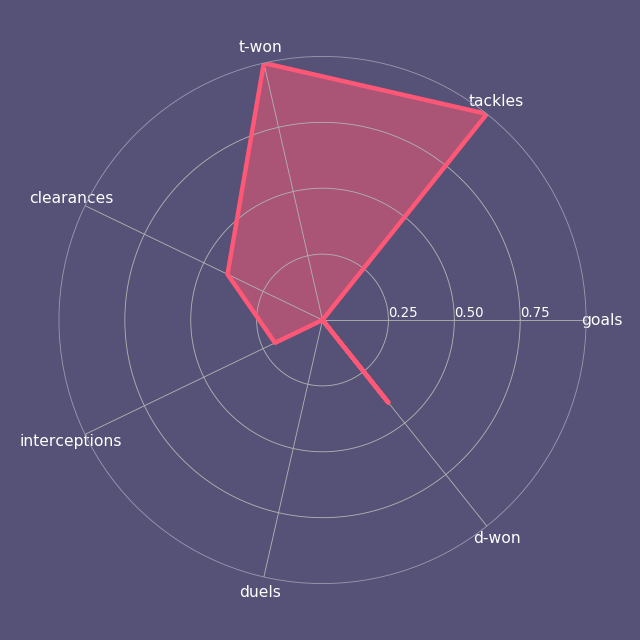 t-won
tackles
clearances
0.25
0.50
0.75
goals
interceptions
d-won
duels